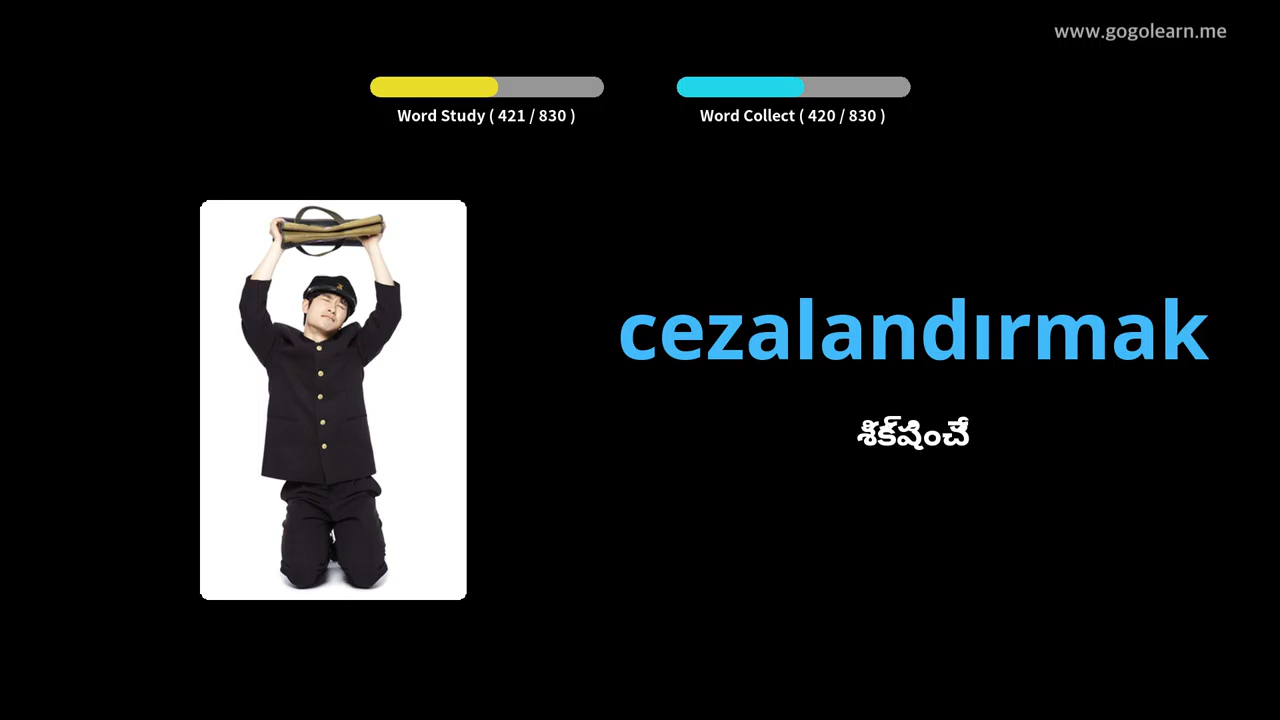 www.gogolearn.me
Word Study ( 421 / 830 )
Word Collect ( 420 / 830 )
cezalandırmak
శిక్‌షించే